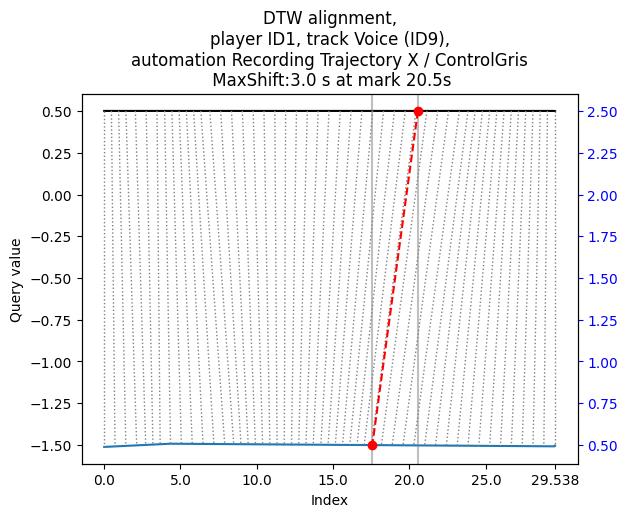 DTW alignment,
player ID1, track Voice (ID9),
automation Recording Trajectory X / ControlGris
MaxShift:3.0 s at mark 20.5s
0.50
0.25
0.00
−0.25
−0.50
−0.75
−1.00
−1.25
−1.50
Query value
2.50
2.25
2.00
1.75
1.50
1.25
1.00
0.75
0.50
0.0 5.0 10.0 15.0 20.0 25.0 29.538
Index